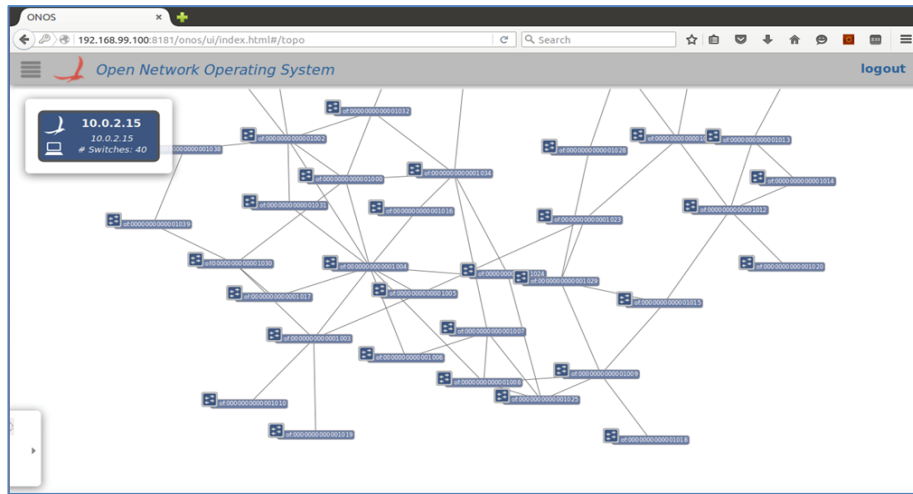 ONOS
192.168.99.100:8181/onos/ui/index.html#/topo
Search
Open Network Operating System
logout
10.0.2.15
10.0.2.15
# Switches: 40
of:0000000000001032
of:0000000000001002
of:0000000000001013
of:0000000000001028
of:0000000000001000
of:0000000000001034
of:0000000000001014
of:0000000000001031
of:0000000000001016
of:0000000000001012
of:0000000000001023
of:0000000000001039
of:0000000000001030
of:0000000000001004
of:0000000000001020
of:0000000000001029
of:0000000000001017
of:0000000000001005
of:0000000000001015
of:0000000000001007
of:0000000000001003
of:0000000000001006
of:0000000000001009
of:0000000000001008
of:0000000000001025
of:0000000000001010
of:0000000000001019
of:0000000000001018